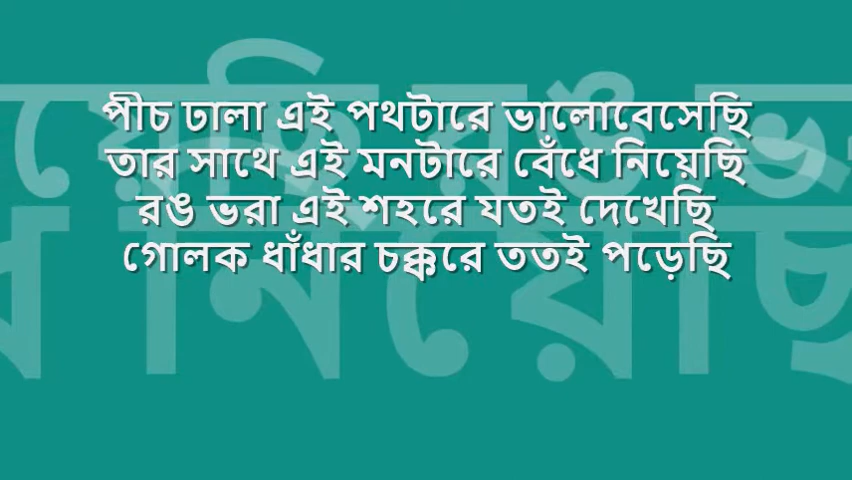 পীচ ঢালা এই পথটারে ভালোবেসেছি
তার সাথে এই মনটারে বেঁধে নিয়েছি
রঙ ভরা এই শহরে যতই দেখেছি
গোলক ধাঁধার চক্করে ততই পড়েছি